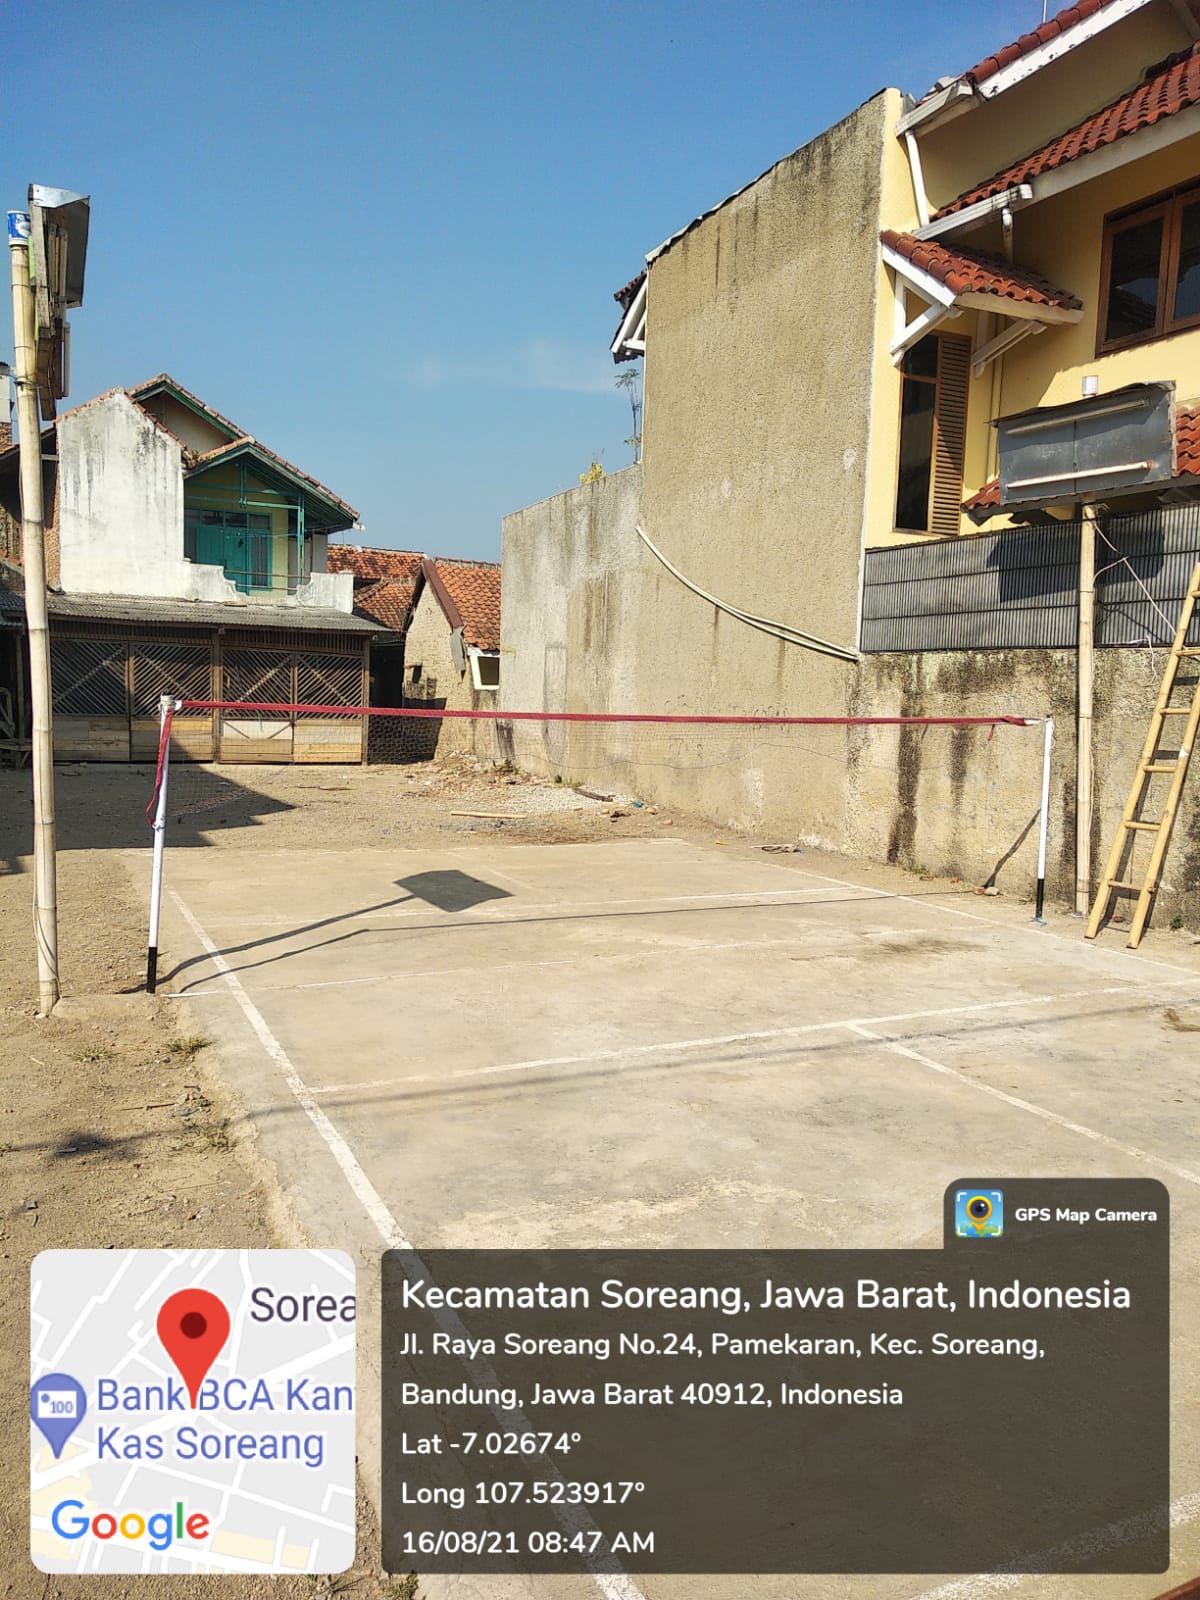 GPS Map Camera
Kecamatan Soreang, Jawa Barat, Indonesia
Jl. Raya Soreang No.24, Pamekaran, Kec. Soreang,
Bandung, Jawa Barat 40912, Indonesia
Lat -7.02674°
Long 107.523917°
16/08/21 08:47 AM
Sorea
100
Bank BCA Kan
Kas Soreang
Google